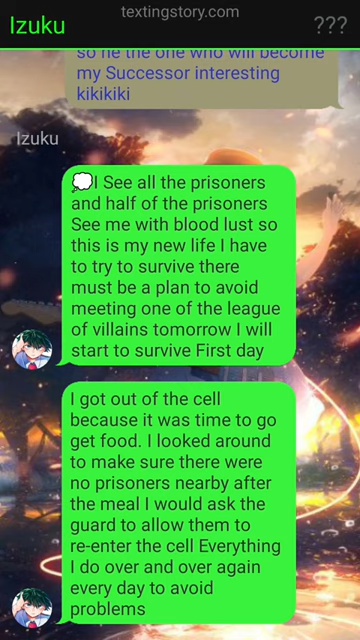 textingstory.com
Izuku
???
so he the one who will become
my Successor interesting
kikikiki
Izuku
💭I See all the prisoners
and half of the prisoners
See me with blood lust so
this is my new life I have
to try to survive there
must be a plan to avoid
meeting one of the league
of villains tomorrow I will
start to survive First day
I got out of the cell
because it was time to go
get food. I looked around
to make sure there were
no prisoners nearby after
the meal I would ask the
guard to allow them to
re-enter the cell Everything
I do over and over again
every day to avoid
problems